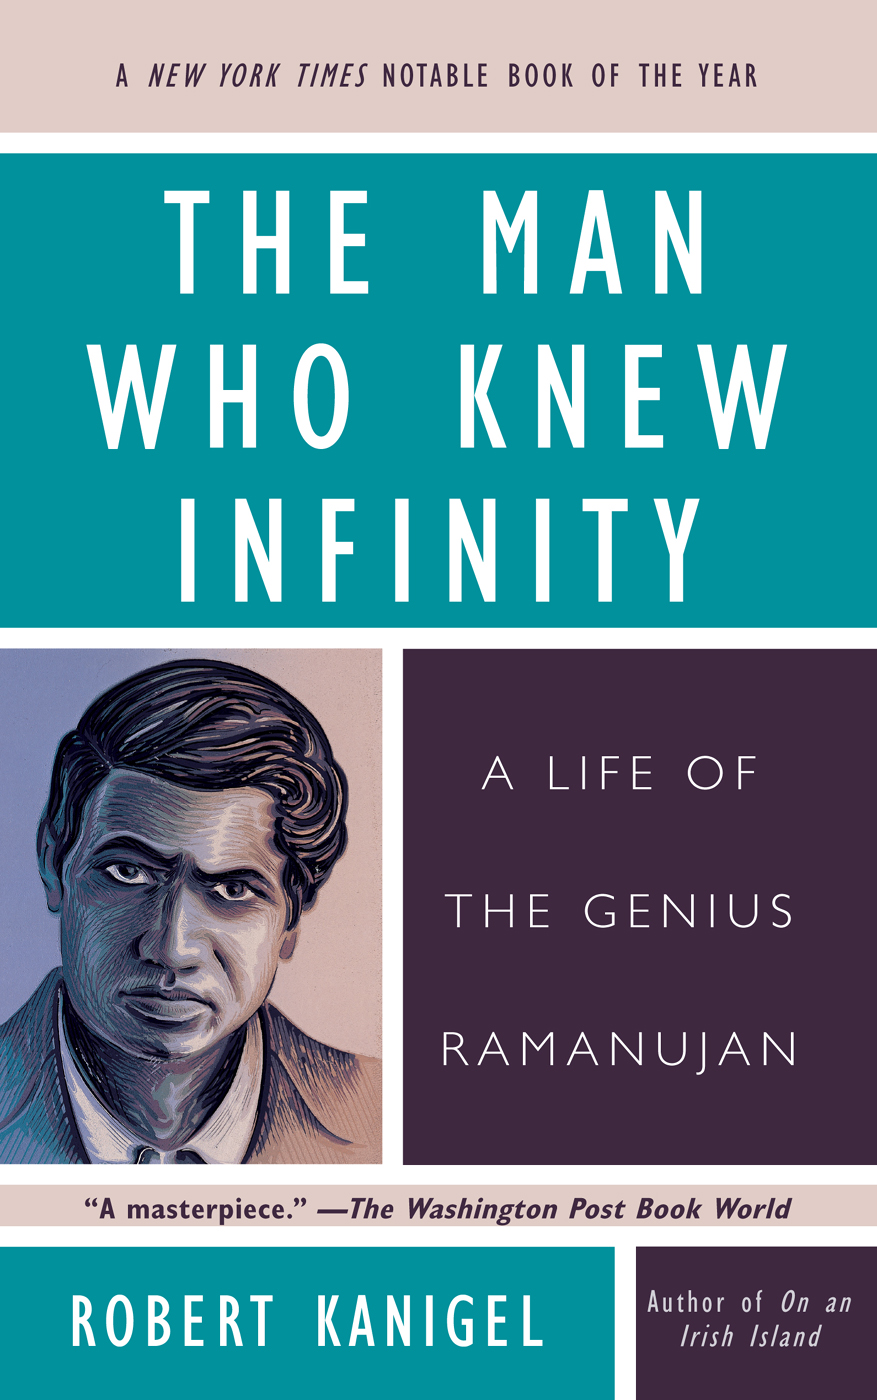 A NEW YORK TIMES NOTABLE BOOK OF THE YEAR
THE MAN
WHO KNEW
INFINITY
A LIFE OF
THE GENIUS
RAMANUJAN
“A masterpiece.” —The Washington Post Book World
ROBERT KANIGEL
Author of On an
Irish Island